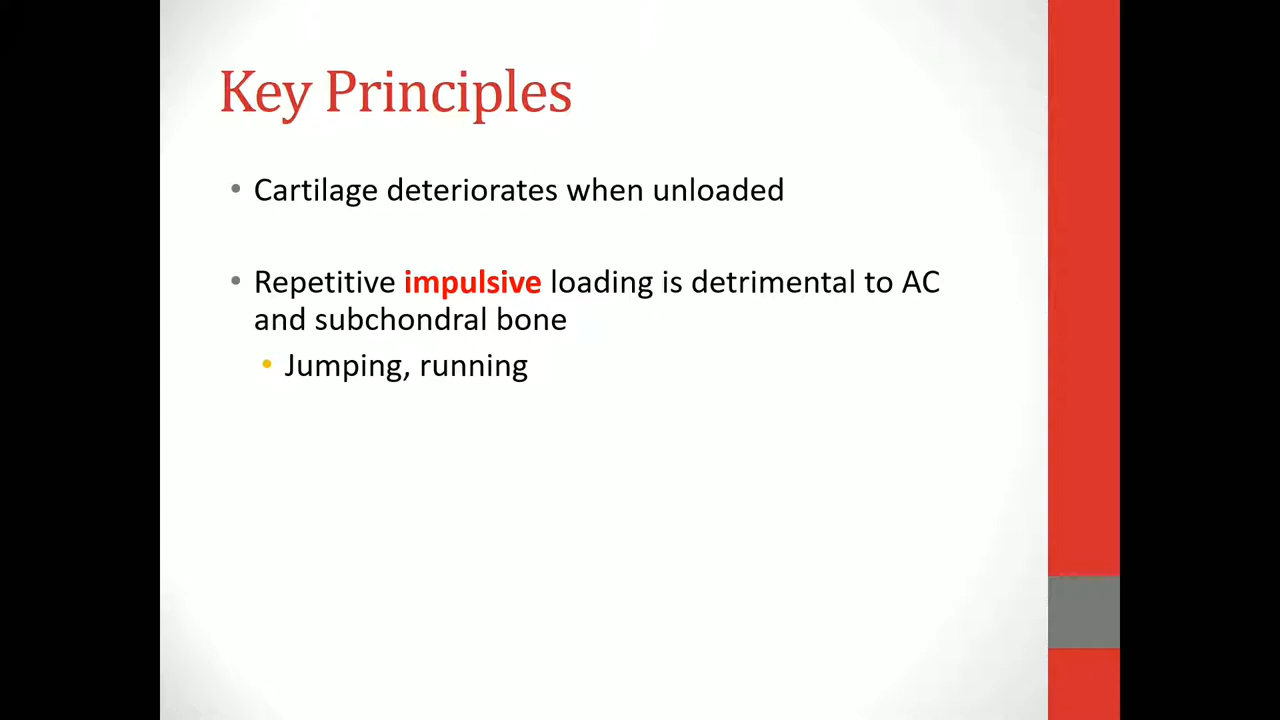 Key Principles
• Cartilage deteriorates when unloaded
• Repetitive impulsive loading is detrimental to AC
and subchondral bone
• Jumping, running